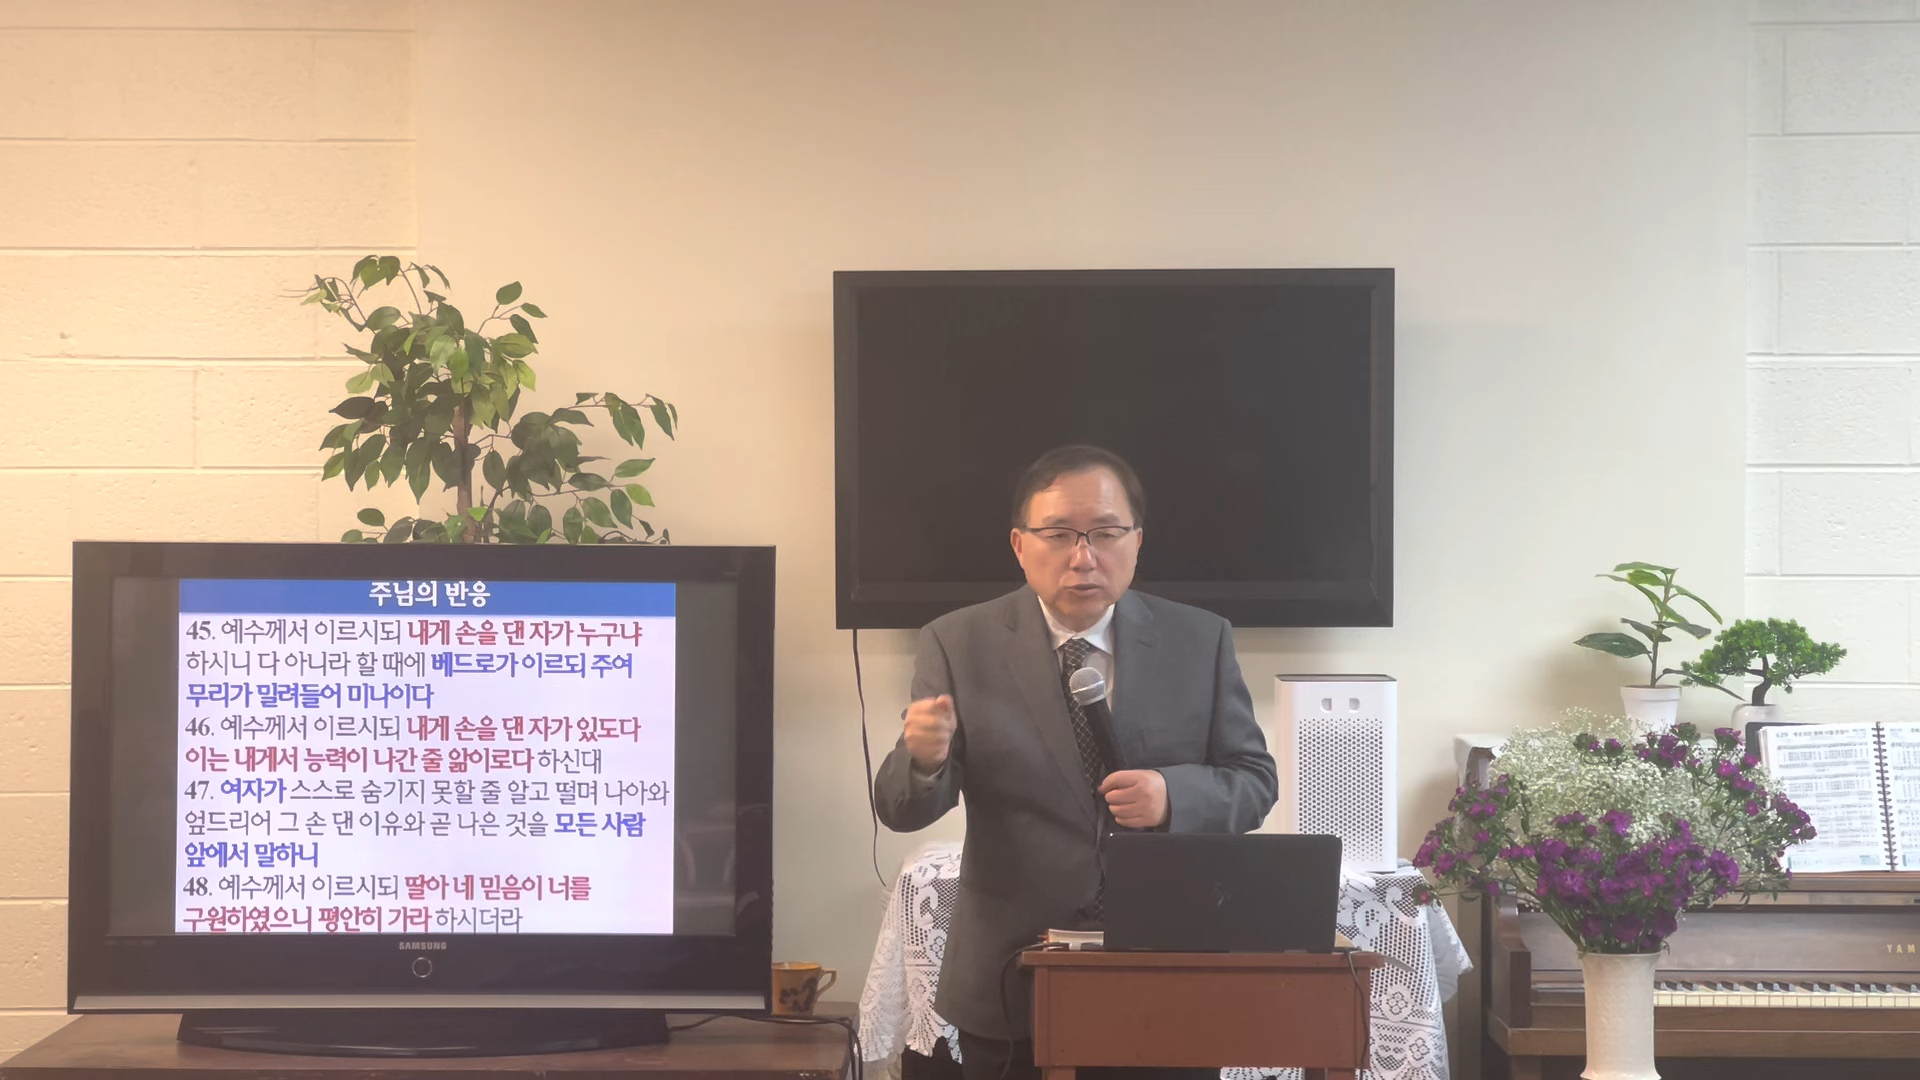 주님의 반응
45. 예수께서 이르시되 내게 손을 댄 자가 누구냐
하시니 다 아니라 할 때에 베드로가 이르되 주여
무리가 밀려들어 미나이다
46. 예수께서 이르시되 내게 손을 댄 자가 있도다
이는 내게서 능력이 나간 줄 앎이로다 하신대
47. 여자가 스스로 숨기지 못할 줄 알고 떨며 나아와
엎드리어 그 손 댄 이유와 곧 나은 것을 모든 사람
앞에서 말하니
48. 예수께서 이르시되 딸아 네 믿음이 너를
구원하였으니 평안히 가라 하시더라
SAMSUNG
YAM